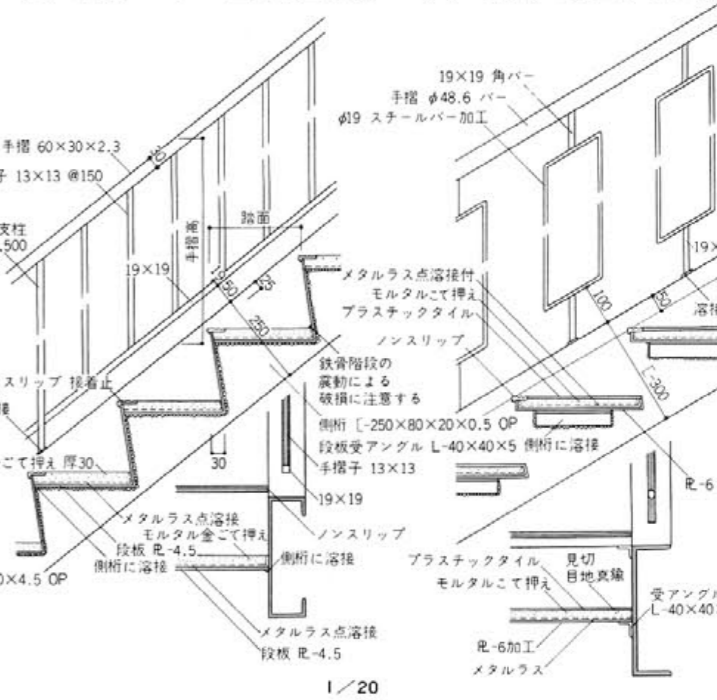 手摺 60×30×2.3
13×13 @150
支柱
500
30
手摺高
踏面
19×19
19
50
25
250
スリップ 接着止
こて押え 厚30
30
鉄骨階段の
震動による
破損に注意する
側桁 [-250×80×20×0.5 OP
段板受アングル L-40×40×5 側桁に溶接
手摺子 13×13
19×19
ノンスリップ
メタルラス点溶接
モルタル金ごて押え
段板 PL-4.5
側桁に溶接
側桁に溶接
×4.5 OP
メタルラス点溶接
段板 PL-4.5
19×19 角バー
手摺 φ48.6 バー
φ19 スチールバー加工
メタルラス点溶接付
モルタルこて押え
プラスチックタイル
ノンスリップ
100
50
19×
[-300
PL-6
プラスチックタイル
モルタルこて押え
見切
目地真鍮
受アングル
L-40×40
PL-6加工
メタルラス
1/20